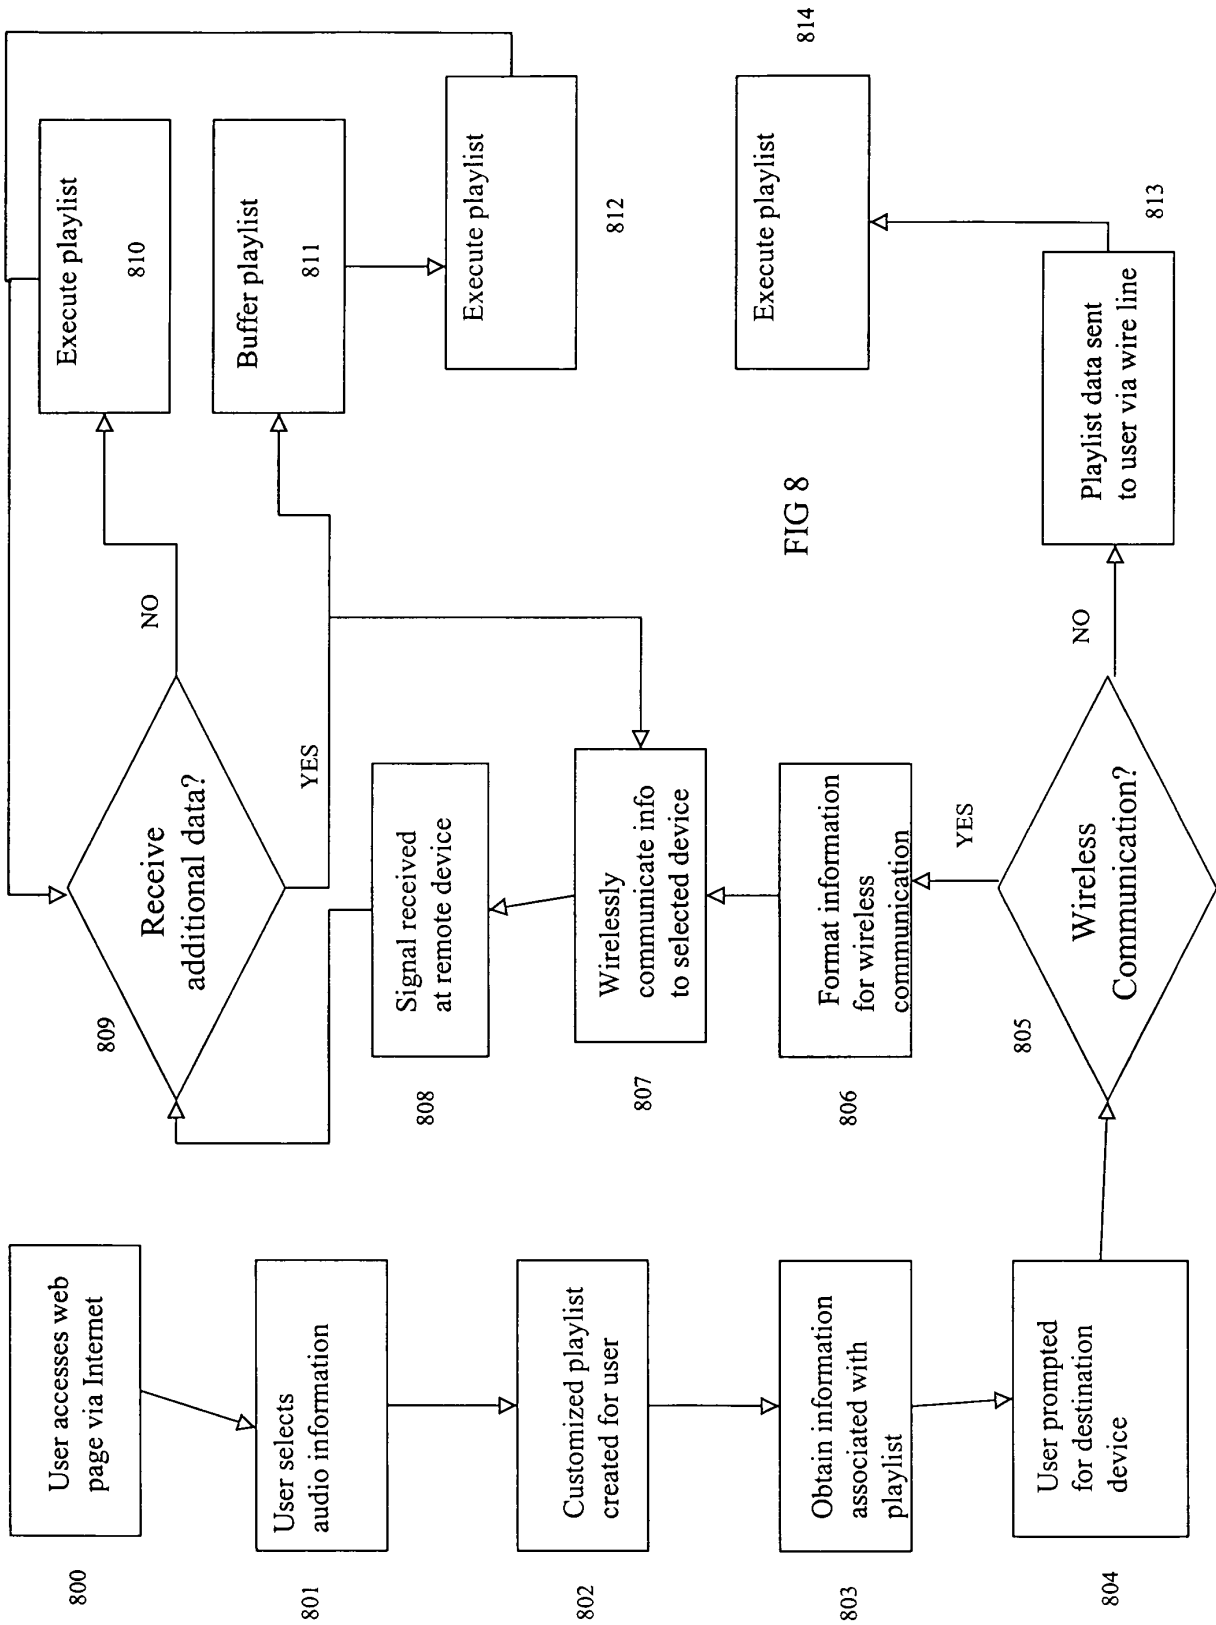 800
User accesses web
page via Internet
801
User selects
audio information
802
Customized playlist
created for user
803
Obtain information
associated with
playlist
804
User prompted
for destination
device
805
Wireless
Communication?
YES
NO
806
Format information
for wireless
communication
807
Wirelessly
communicate info
to selected device
808
Signal received
at remote device
809
Receive
additional data?
NO
YES
Execute playlist
810
Buffer playlist
811
Execute playlist
812
Playlist data sent
to user via wire line
813
Execute playlist
814
FIG 8